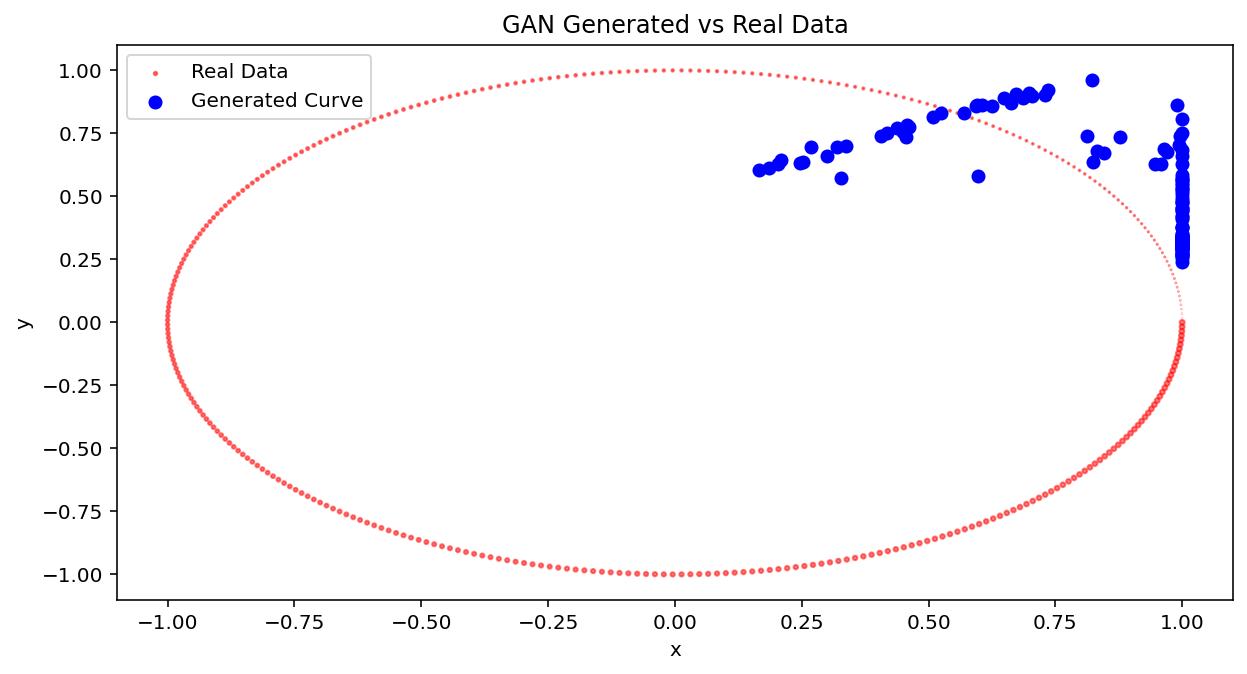 GAN Generated vs Real Data
Real Data
Generated Curve
1.00
0.75
0.50
0.25
0.00
−0.25
−0.50
−0.75
−1.00
y
−1.00 −0.75 −0.50 −0.25 0.00 0.25 0.50 0.75 1.00
x